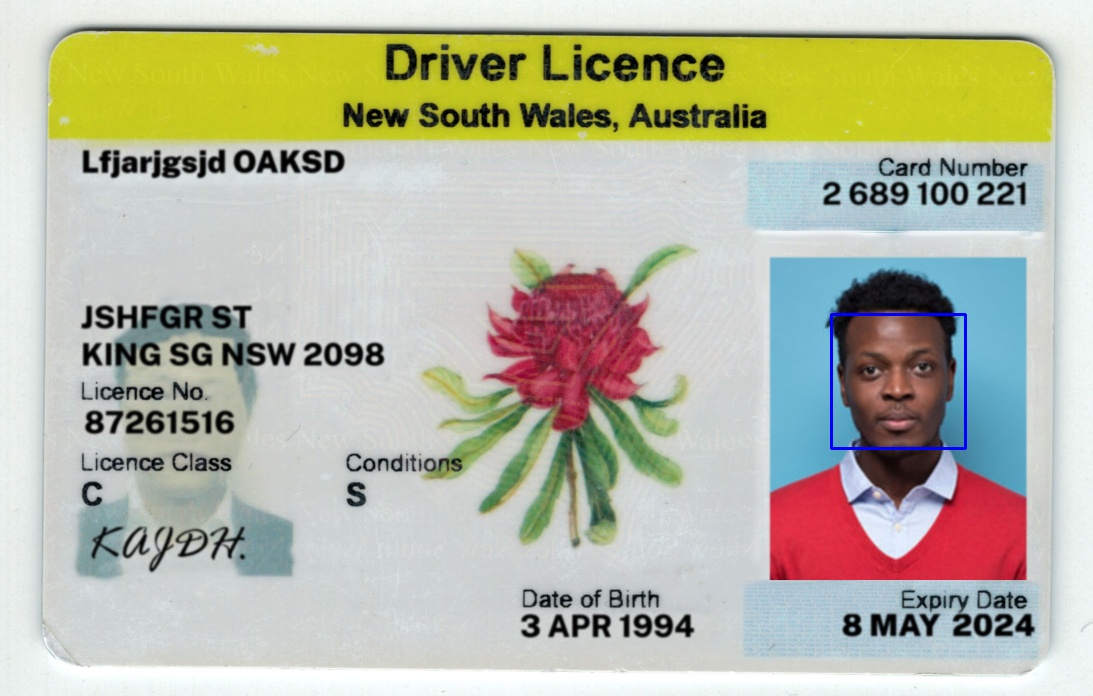 Driver Licence
New South Wales, Australia
Lfjarjgsjd OAKSD
Card Number
2 689 100 221
JSHFGR ST
KING SG NSW 2098
Licence No.
87261516
Licence Class
C
Conditions
S
KAJDH.
Date of Birth
3 APR 1994
Expiry Date
8 MAY 2024